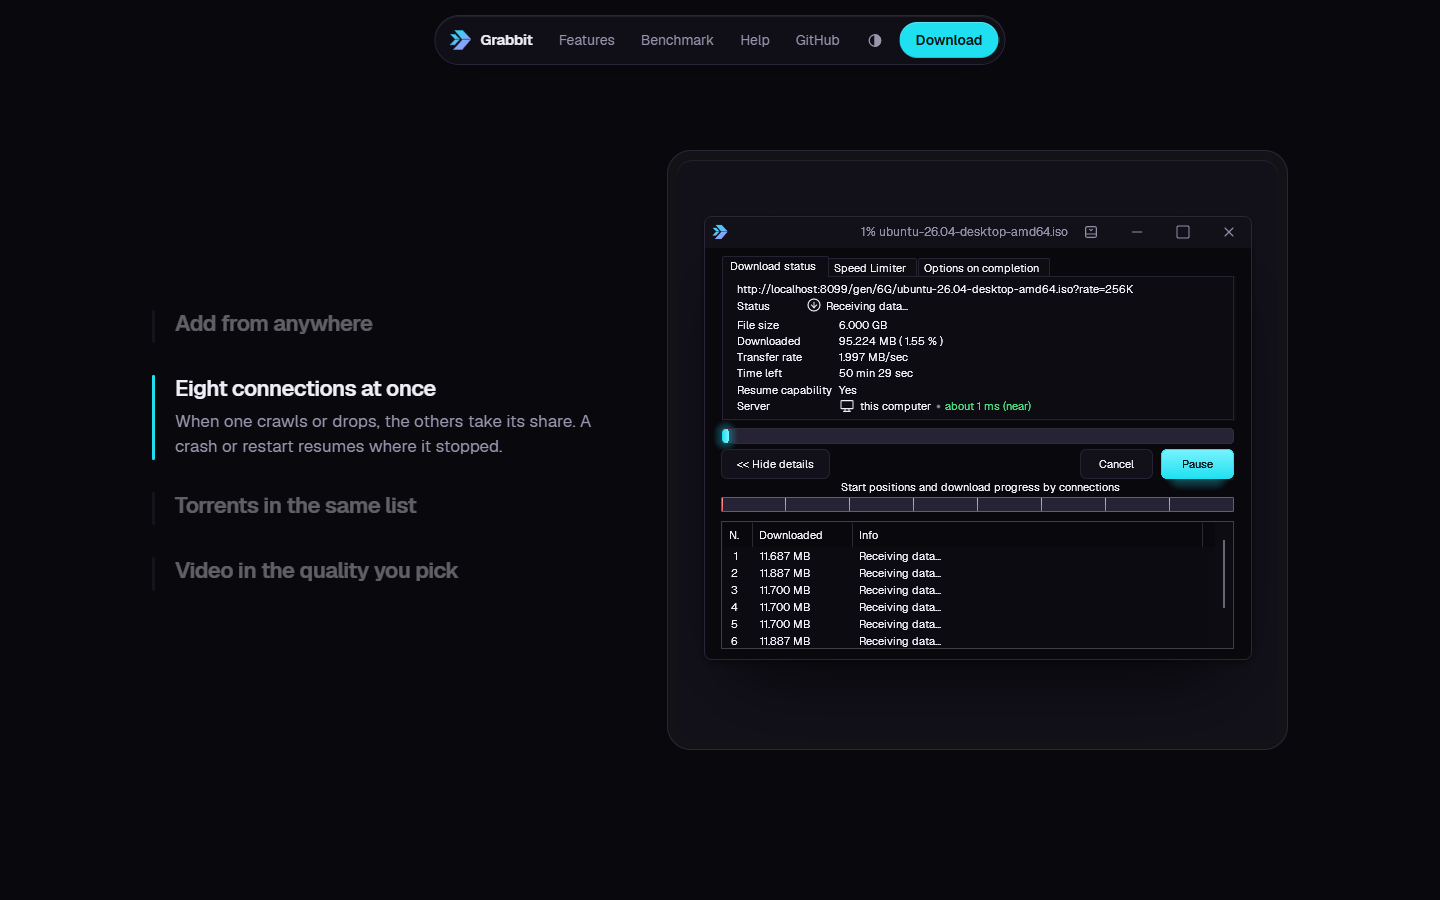 Grabbit
Features
Benchmark
Help
GitHub
Download
Add from anywhere
Eight connections at once
When one crawls or drops, the others take its share. A
crash or restart resumes where it stopped.
Torrents in the same list
Video in the quality you pick
1% ubuntu-26.04-desktop-amd64.iso
Download status
Speed Limiter
Options on completion
http://localhost:8099/gen/6G/ubuntu-26.04-desktop-amd64.iso?rate=256K
Status Receiving data...
File size 6.000 GB
Downloaded 95.224 MB ( 1.55 % )
Transfer rate 1.997 MB/sec
Time left 50 min 29 sec
Resume capability Yes
Server this computer • about 1 ms (near)
<< Hide details
Cancel
Pause
Start positions and download progress by connections
N. Downloaded Info
1 11.687 MB Receiving data...
2 11.887 MB Receiving data...
3 11.700 MB Receiving data...
4 11.700 MB Receiving data...
5 11.700 MB Receiving data...
6 11.887 MB Receiving data...